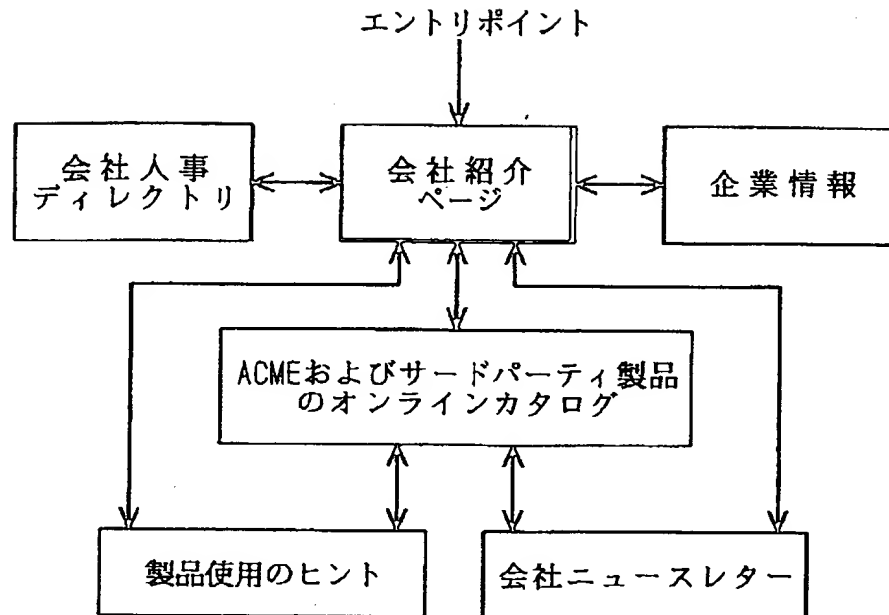 エントリポイント
会社人事
ディレクトリ
会社紹介
ページ
企業情報
ACMEおよびサードパーティ製品
のオンラインカタログ
製品使用のヒント
会社ニュースレター